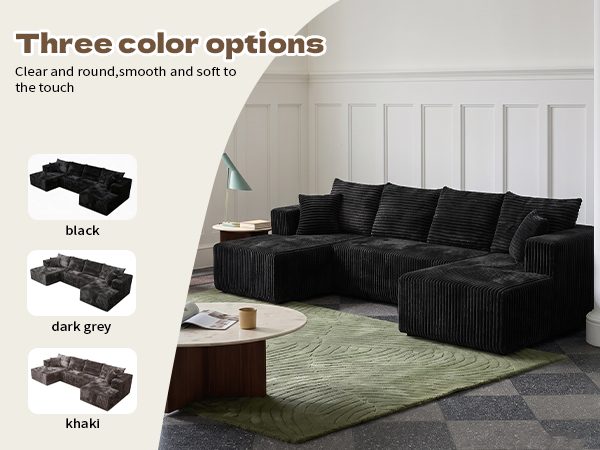 Three color options
Clear and round,smooth and soft to
the touch
black
dark grey
khaki